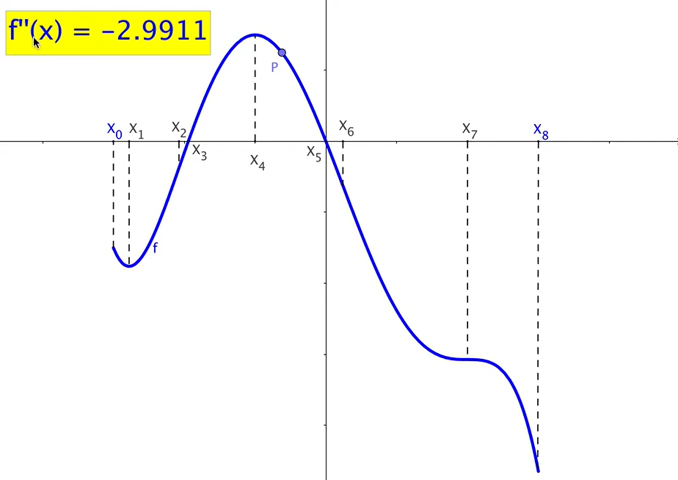 f"(x) = −2.9911
P
X₀ X₁ X₂ X₆ X₇ X₈
X₃ X₄ X₅
f